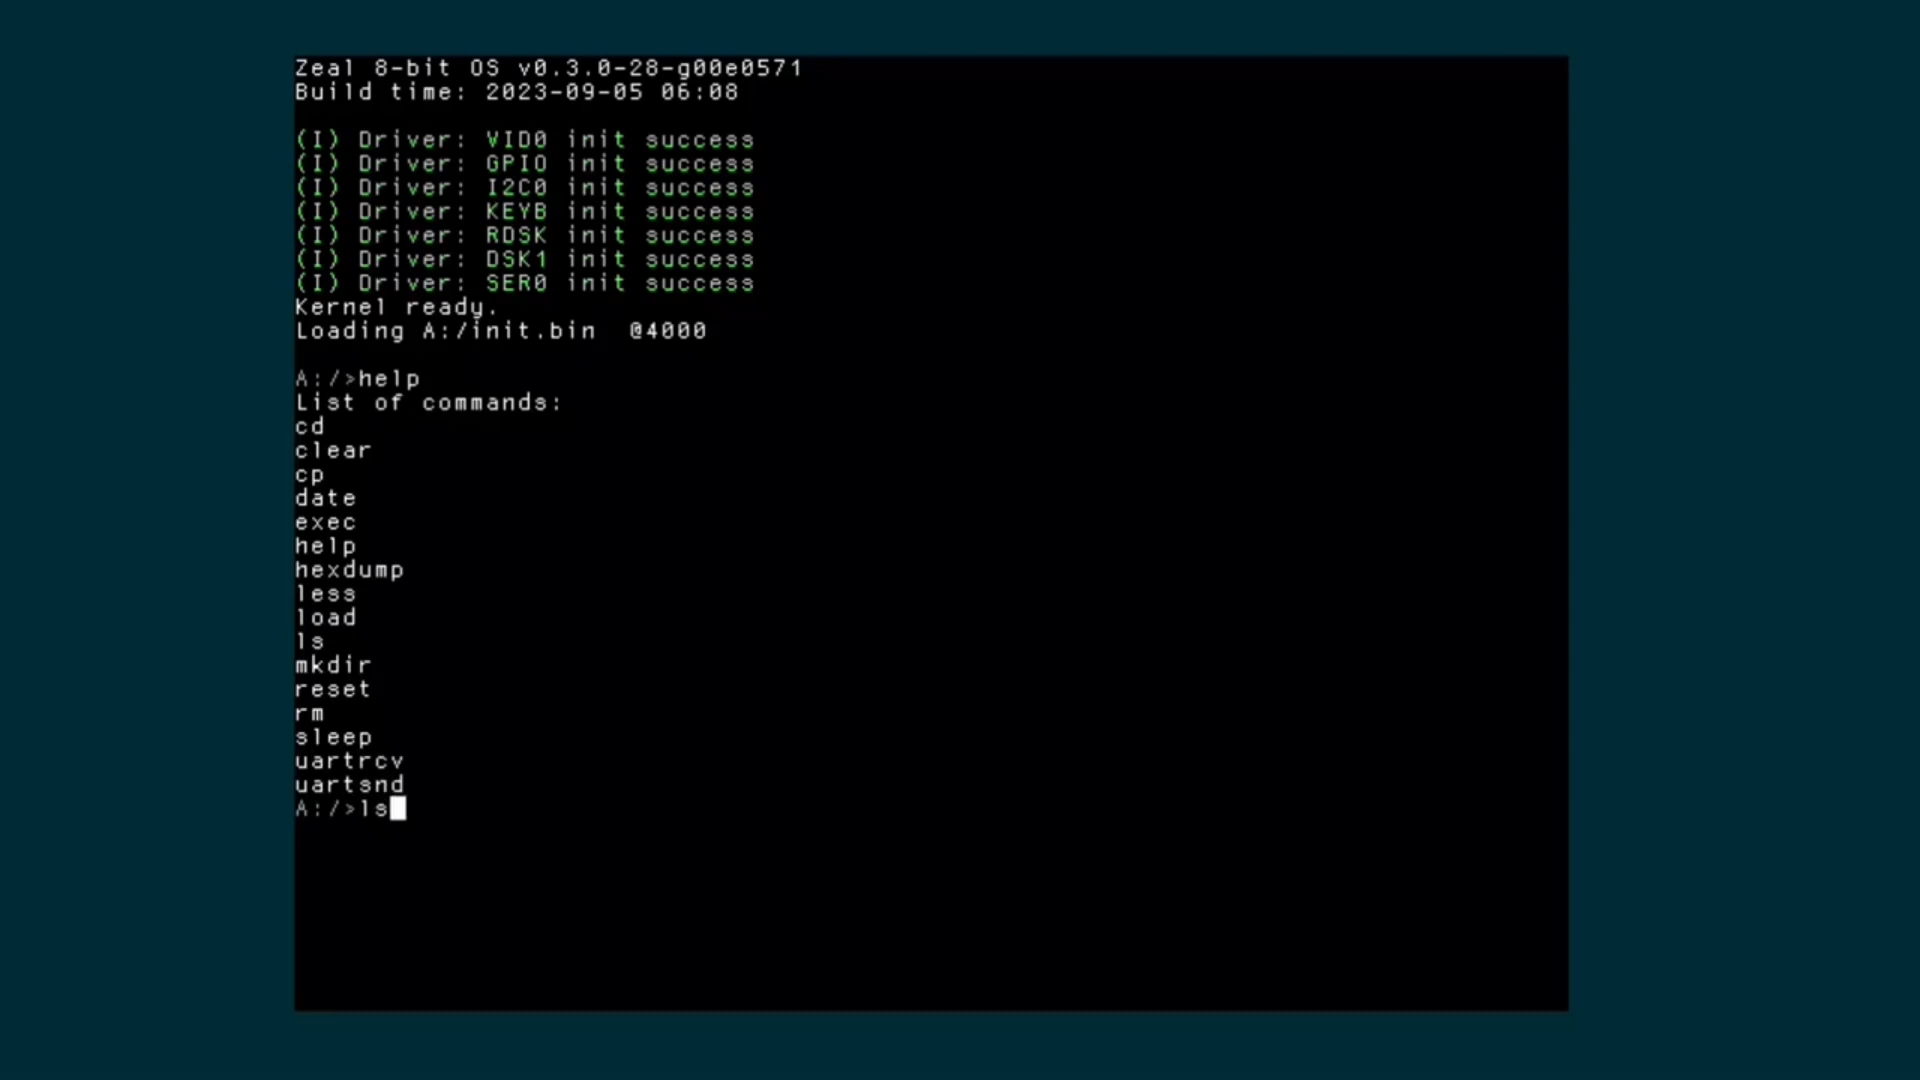 Zeal 8-bit OS v0.3.0-28-g00e0571
Build time: 2023-09-05 06:08
(I) Driver: VID0 init success
(I) Driver: GPIO init success
(I) Driver: I2C0 init success
(I) Driver: KEYB init success
(I) Driver: RDSK init success
(I) Driver: DSK1 init success
(I) Driver: SER0 init success
Kernel ready.
Loading A:/init.bin  @4000
A:/>help
List of commands:
cd
clear
cp
date
exec
help
hexdump
less
load
ls
mkdir
reset
rm
sleep
uartrcv
uartsnd
A:/>ls